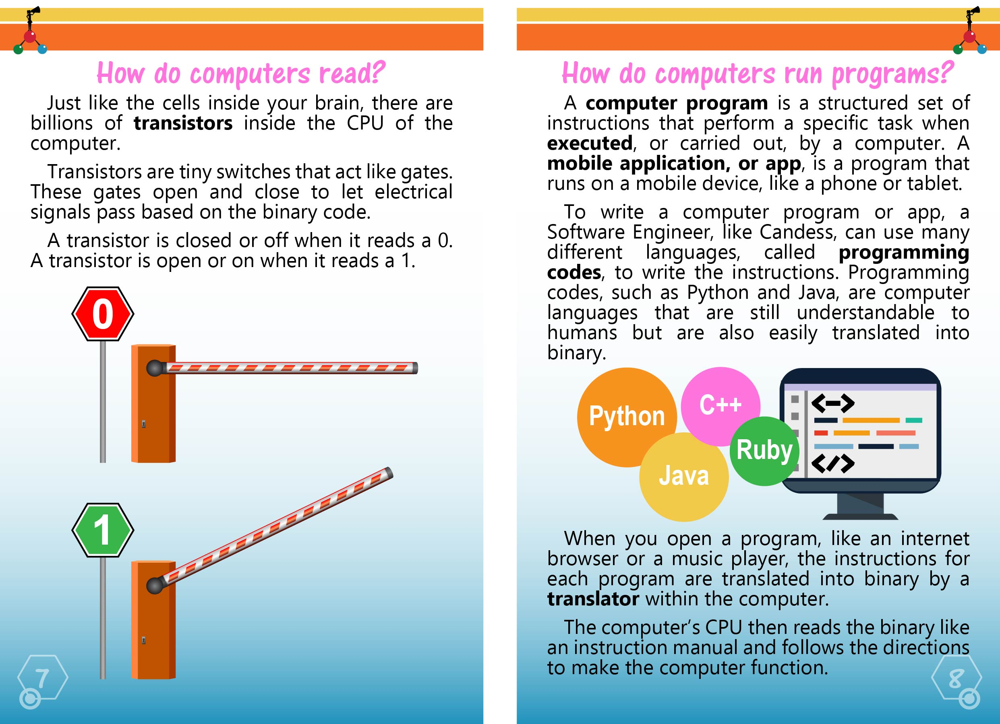 How do computers read?
Just like the cells inside your brain, there are
billions of transistors inside the CPU of the
computer.
Transistors are tiny switches that act like gates.
These gates open and close to let electrical
signals pass based on the binary code.
A transistor is closed or off when it reads a 0.
A transistor is open or on when it reads a 1.
0
1
7
How do computers run programs?
A computer program is a structured set of
instructions that perform a specific task when
executed, or carried out, by a computer. A
mobile application, or app, is a program that
runs on a mobile device, like a phone or tablet.
To write a computer program or app, a
Software Engineer, like Candess, can use many
different languages, called programming
codes, to write the instructions. Programming
codes, such as Python and Java, are computer
languages that are still understandable to
humans but are also easily translated into
binary.
Python
C++
Java
Ruby
<->
</>
When you open a program, like an internet
browser or a music player, the instructions for
each program are translated into binary by a
translator within the computer.
The computer’s CPU then reads the binary like
an instruction manual and follows the directions
to make the computer function.
8